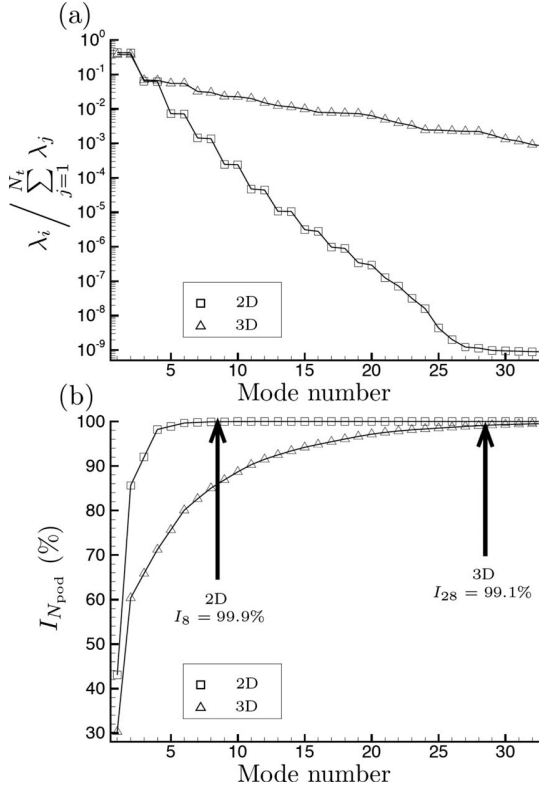 (a)
10^0
10^-1
10^-2
10^-3
10^-4
10^-5
10^-6
10^-7
10^-8
10^-9
λ_i / ∑_{j=1}^{N_t} λ_j
2D
3D
5 10 15 20 25 30
Mode number
(b)
100
90
80
70
60
50
40
30
I_{N_pod} (%)
2D
I_8 = 99.9%
3D
I_28 = 99.1%
2D
3D
5 10 15 20 25 30
Mode number